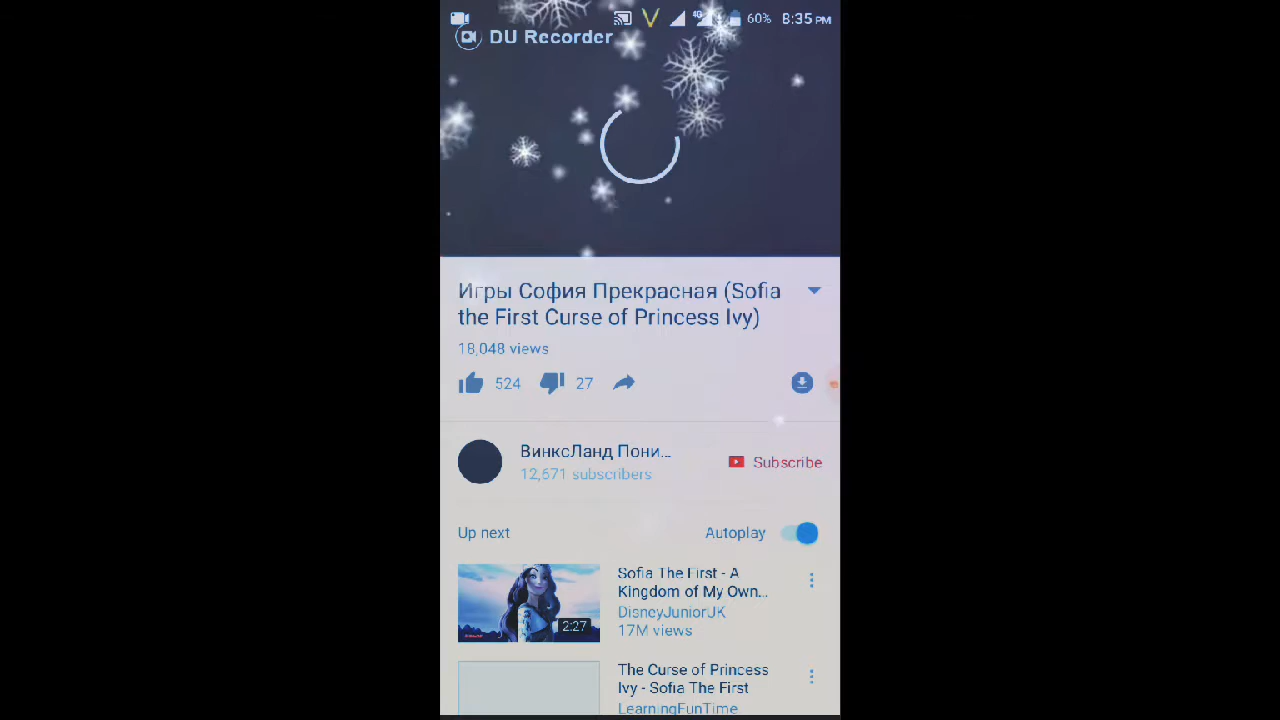 60% 8:35 PM
DU Recorder
Игры София Прекрасная (Sofia
the First Curse of Princess Ivy)
18,048 views
524 27
ВинксЛанд Пони...
12,671 subscribers
Subscribe
Up next
Autoplay
Sofia The First - A
Kingdom of My Own...
DisneyJuniorUK
17M views
2:27
The Curse of Princess
Ivy - Sofia The First
LearningFunTime